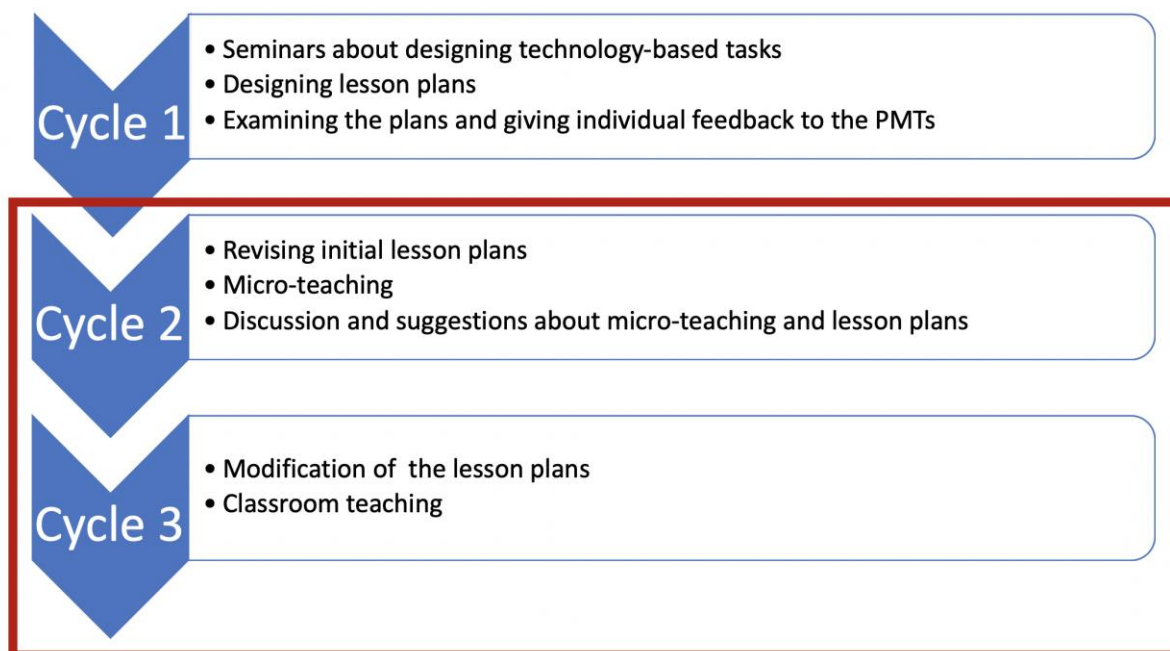 Cycle 1
• Seminars about designing technology-based tasks
• Designing lesson plans
• Examining the plans and giving individual feedback to the PMTs
Cycle 2
• Revising initial lesson plans
• Micro-teaching
• Discussion and suggestions about micro-teaching and lesson plans
Cycle 3
• Modification of the lesson plans
• Classroom teaching